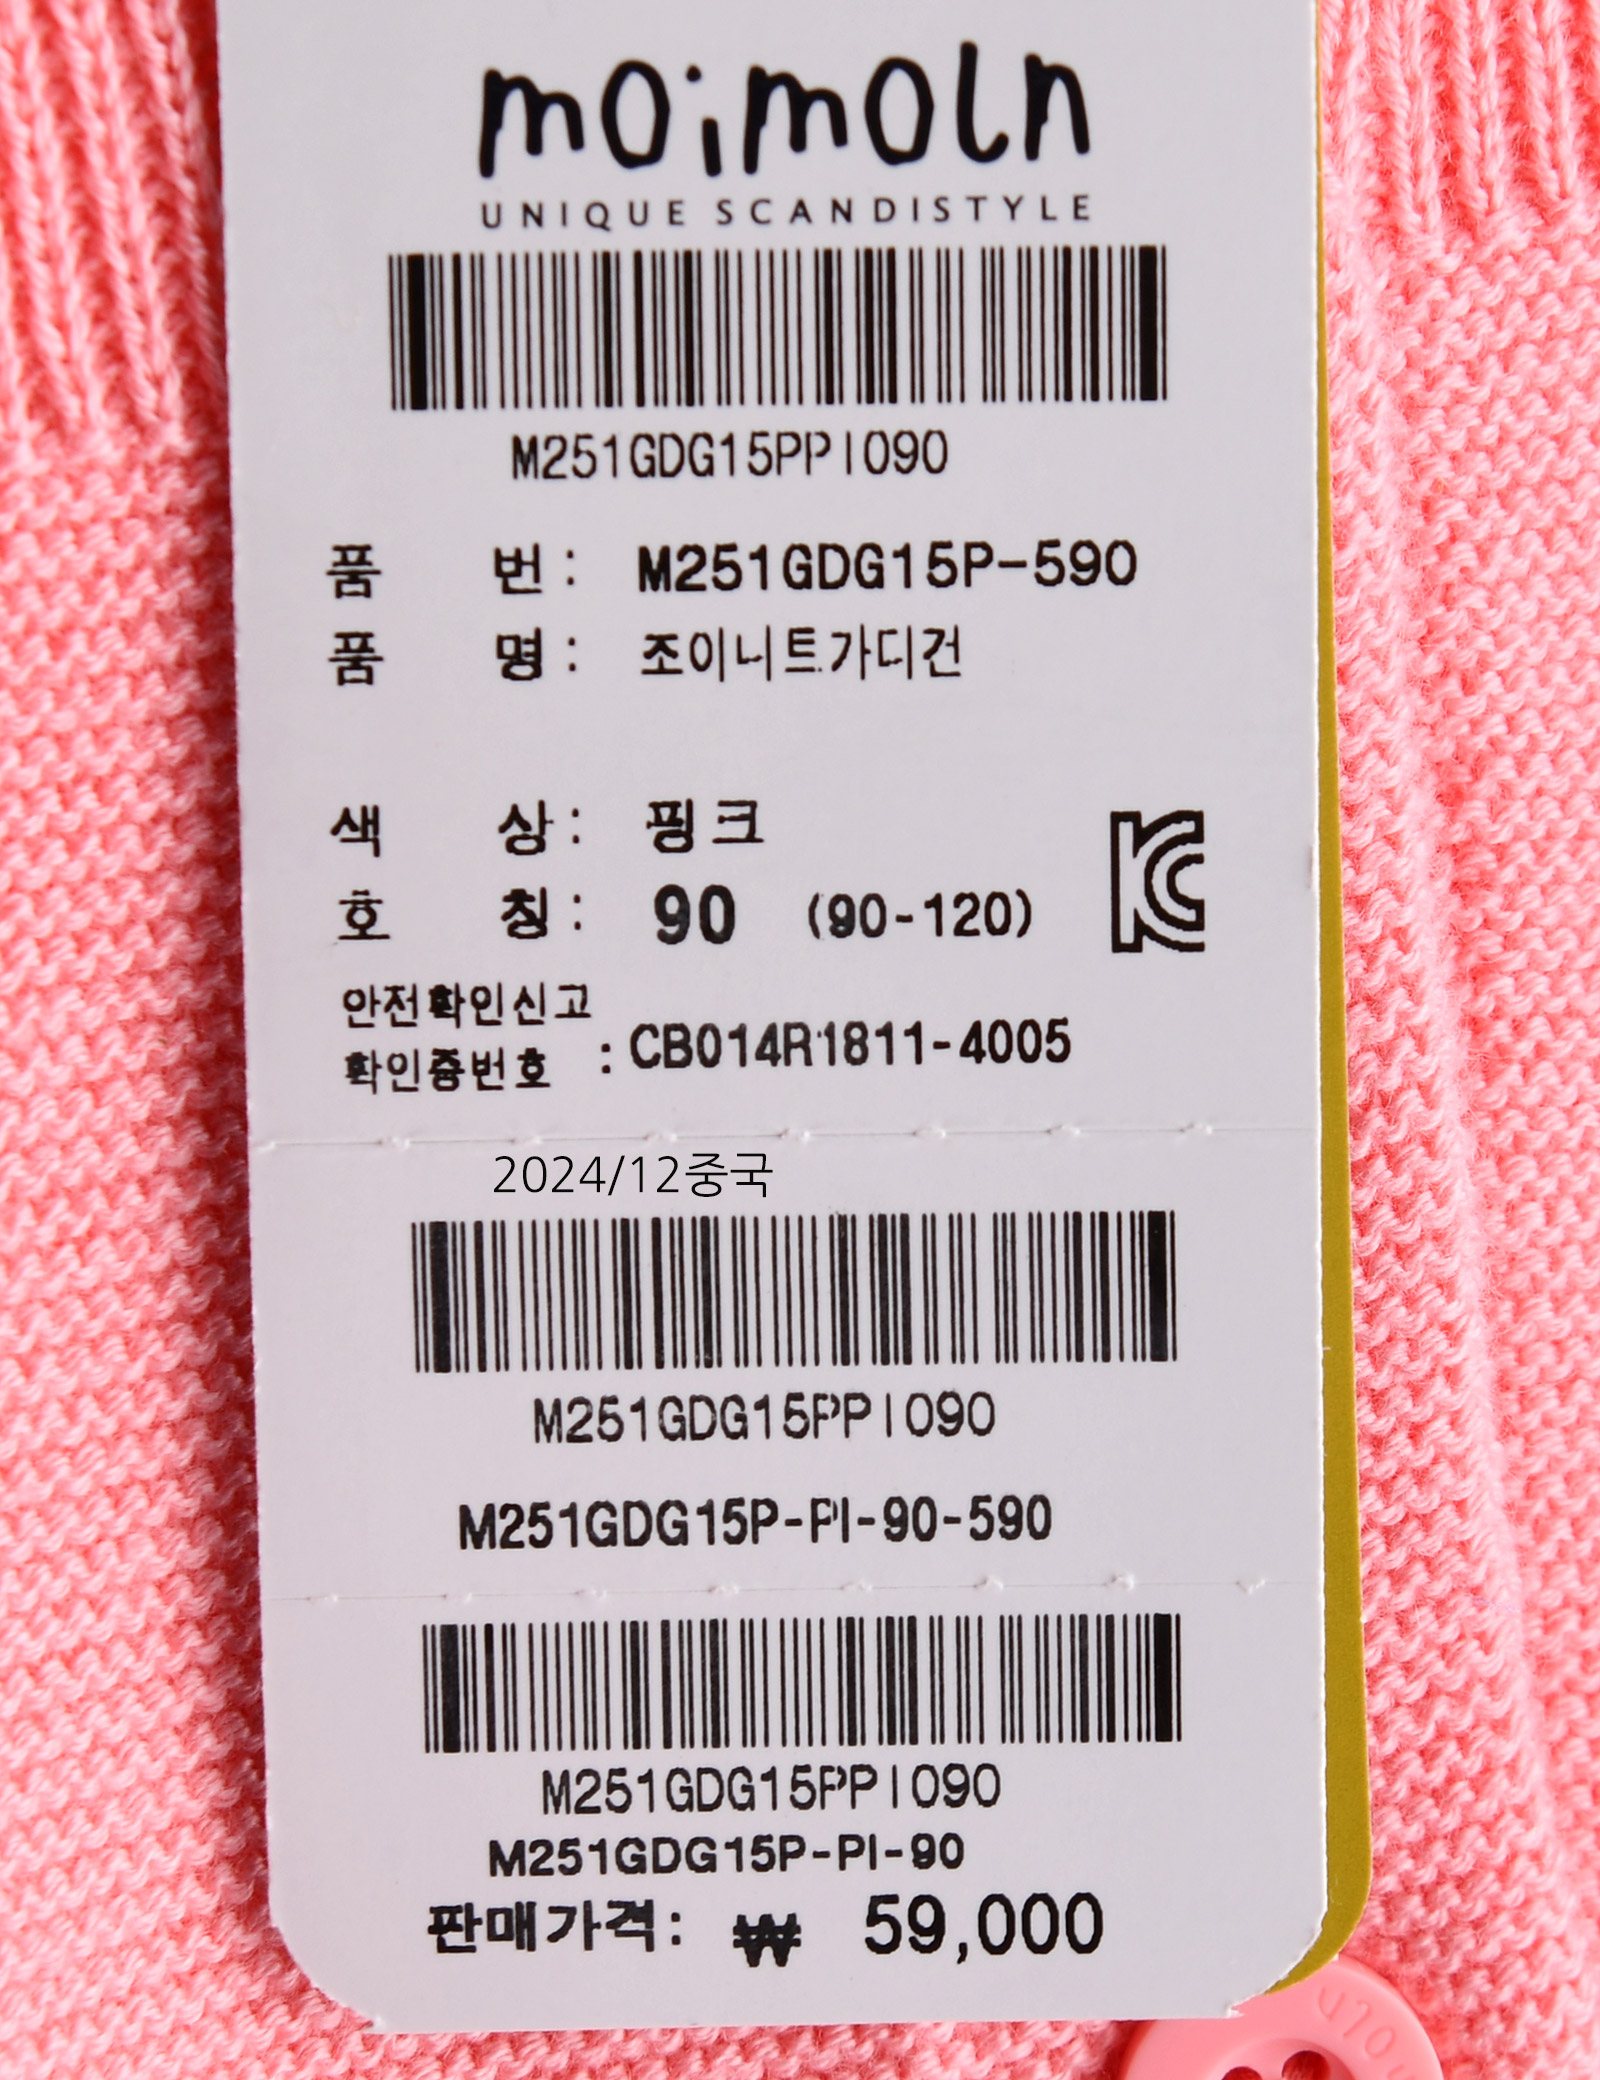 moimoln
UNIQUE SCANDISTYLE
M251GDG15PPI090
품 번 : M251GDG15P-590
품 명 : 조이니트가디건
색 상 : 핑크
호 칭 : 90 (90-120)
안전확인신고
확인증번호 : CB014R1811-4005
2024/12중국
M251GDG15PPI090
M251GDG15P-PI-90-590
M251GDG15PPI090
M251GDG15P-PI-90
판매가격: ₩ 59,000